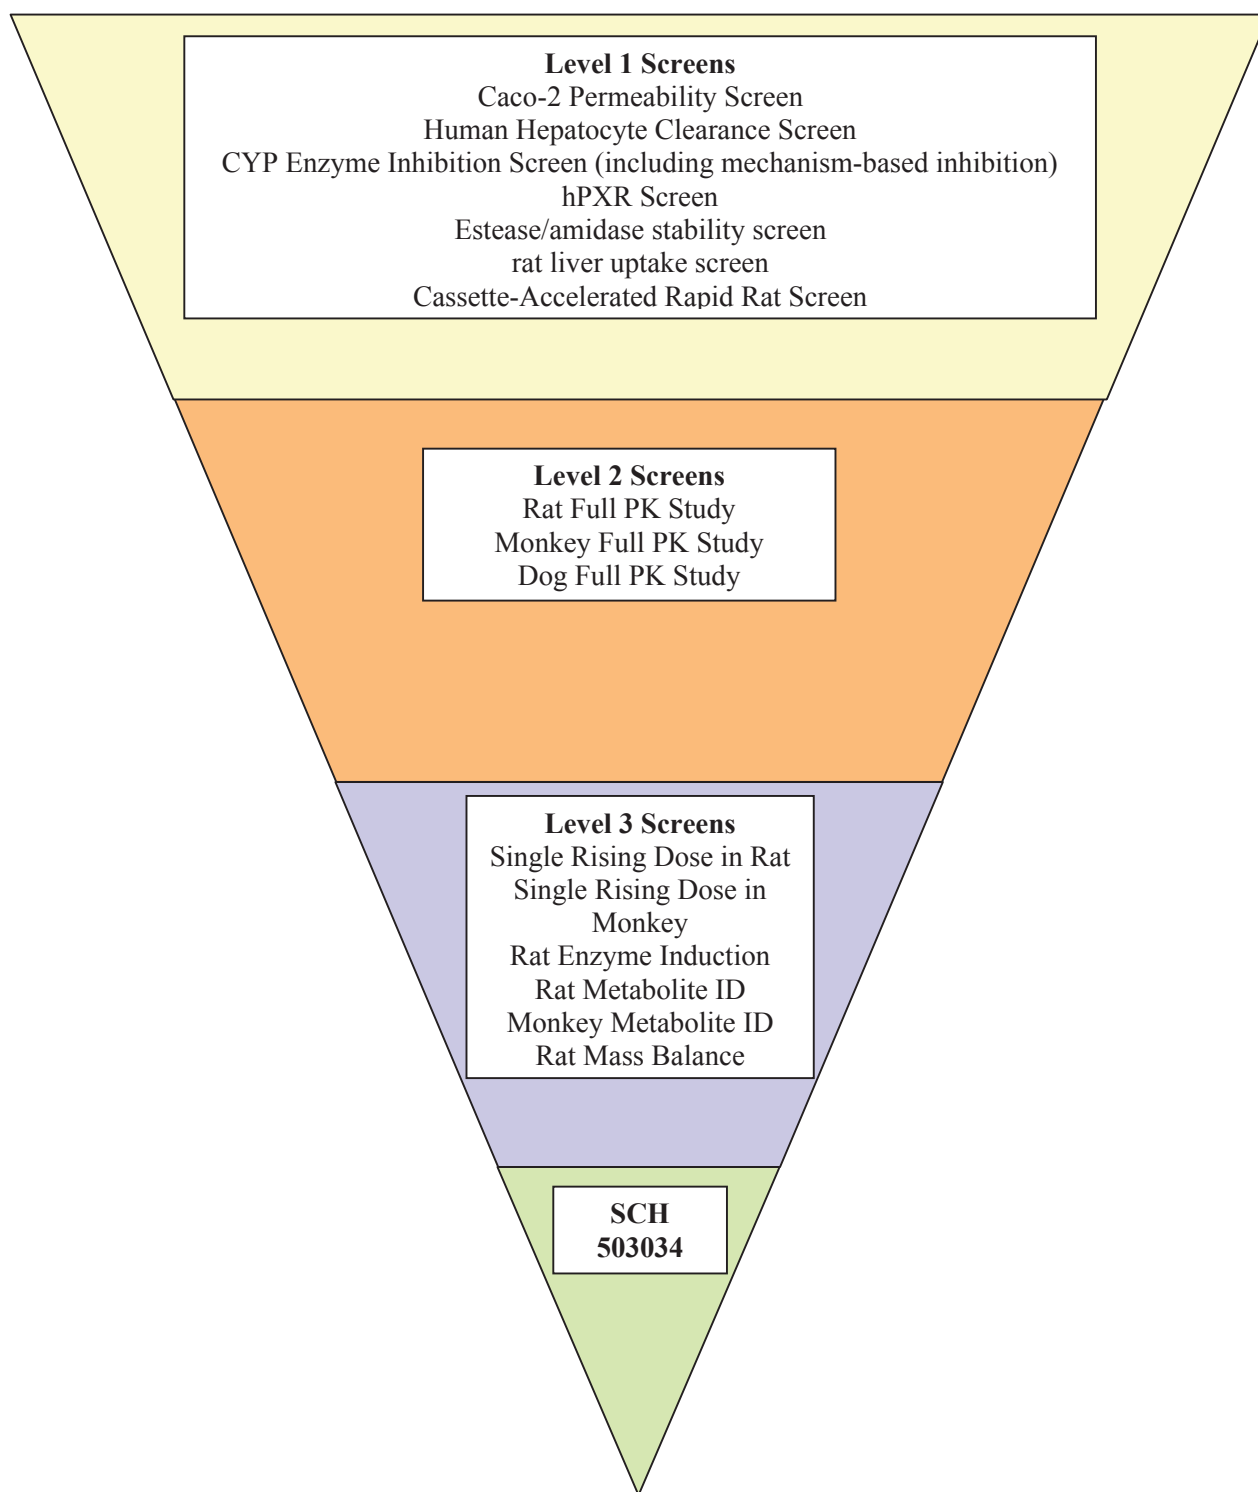 Level 1 Screens
Caco-2 Permeability Screen
Human Hepatocyte Clearance Screen
CYP Enzyme Inhibition Screen (including mechanism-based inhibition)
hPXR Screen
Estease/amidase stability screen
rat liver uptake screen
Cassette-Accelerated Rapid Rat Screen
Level 2 Screens
Rat Full PK Study
Monkey Full PK Study
Dog Full PK Study
Level 3 Screens
Single Rising Dose in Rat
Single Rising Dose in
Monkey
Rat Enzyme Induction
Rat Metabolite ID
Monkey Metabolite ID
Rat Mass Balance
SCH
503034